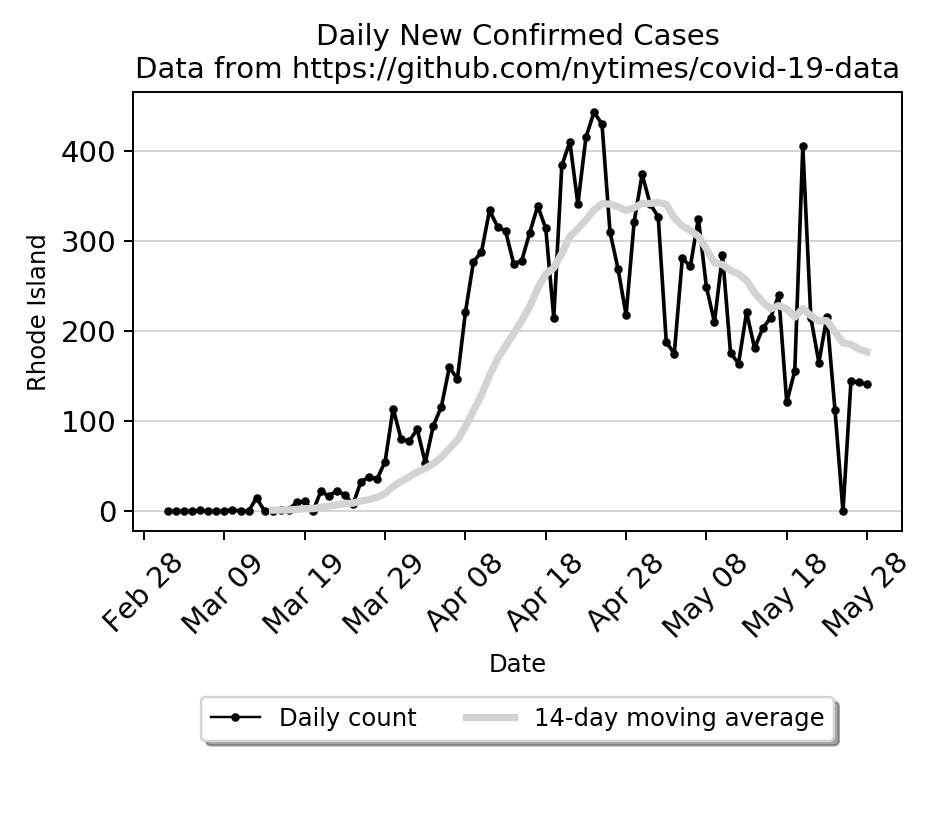 Daily New Confirmed Cases
Data from https://github.com/nytimes/covid-19-data
Rhode Island
400
300
200
100
0
Feb 28
Mar 09
Mar 19
Mar 29
Apr 08
Apr 18
Apr 28
May 08
May 18
May 28
Date
Daily count
14-day moving average